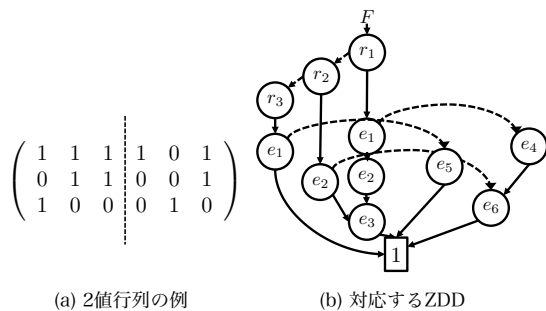 F
r₁
r₂
r₃
e₁
e₁
e₄
e₂
e₂
e₅
e₃
e₆
1
1 1 1 1 0 1
0 1 1 0 0 1
1 0 0 0 1 0
(a) 2値行列の例
(b) 対応するZDD